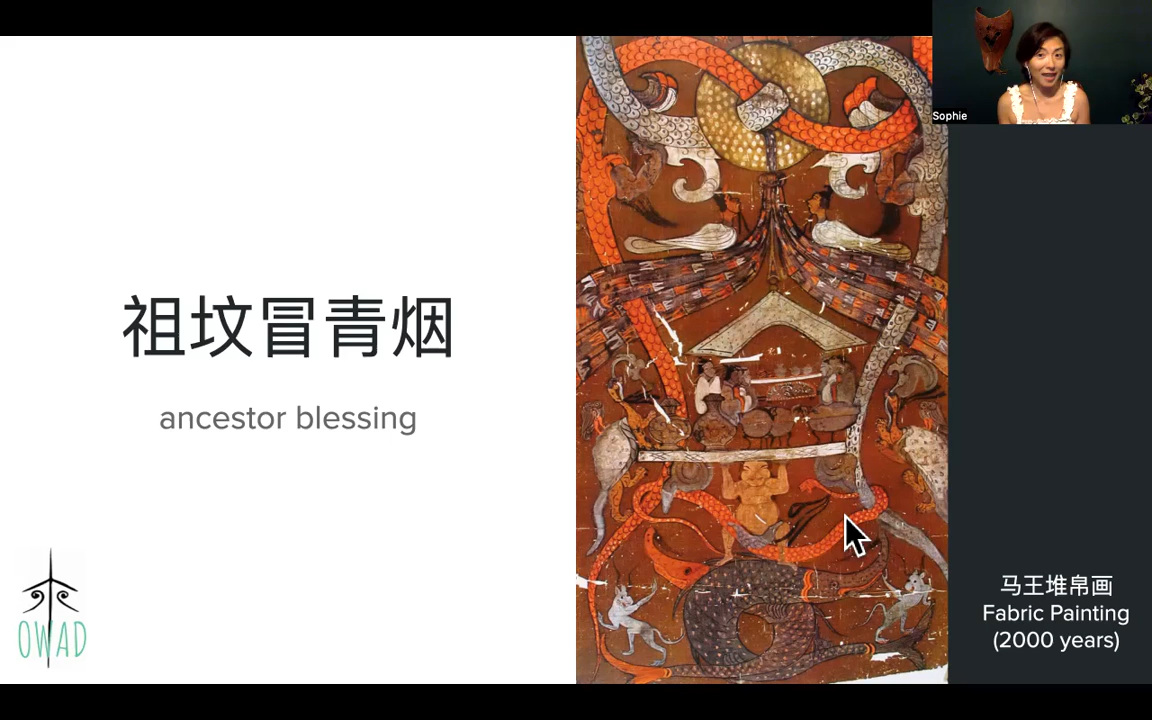 祖坟冒青烟
ancestor blessing
OWAD
Sophie
马王堆帛画
Fabric Painting
(2000 years)